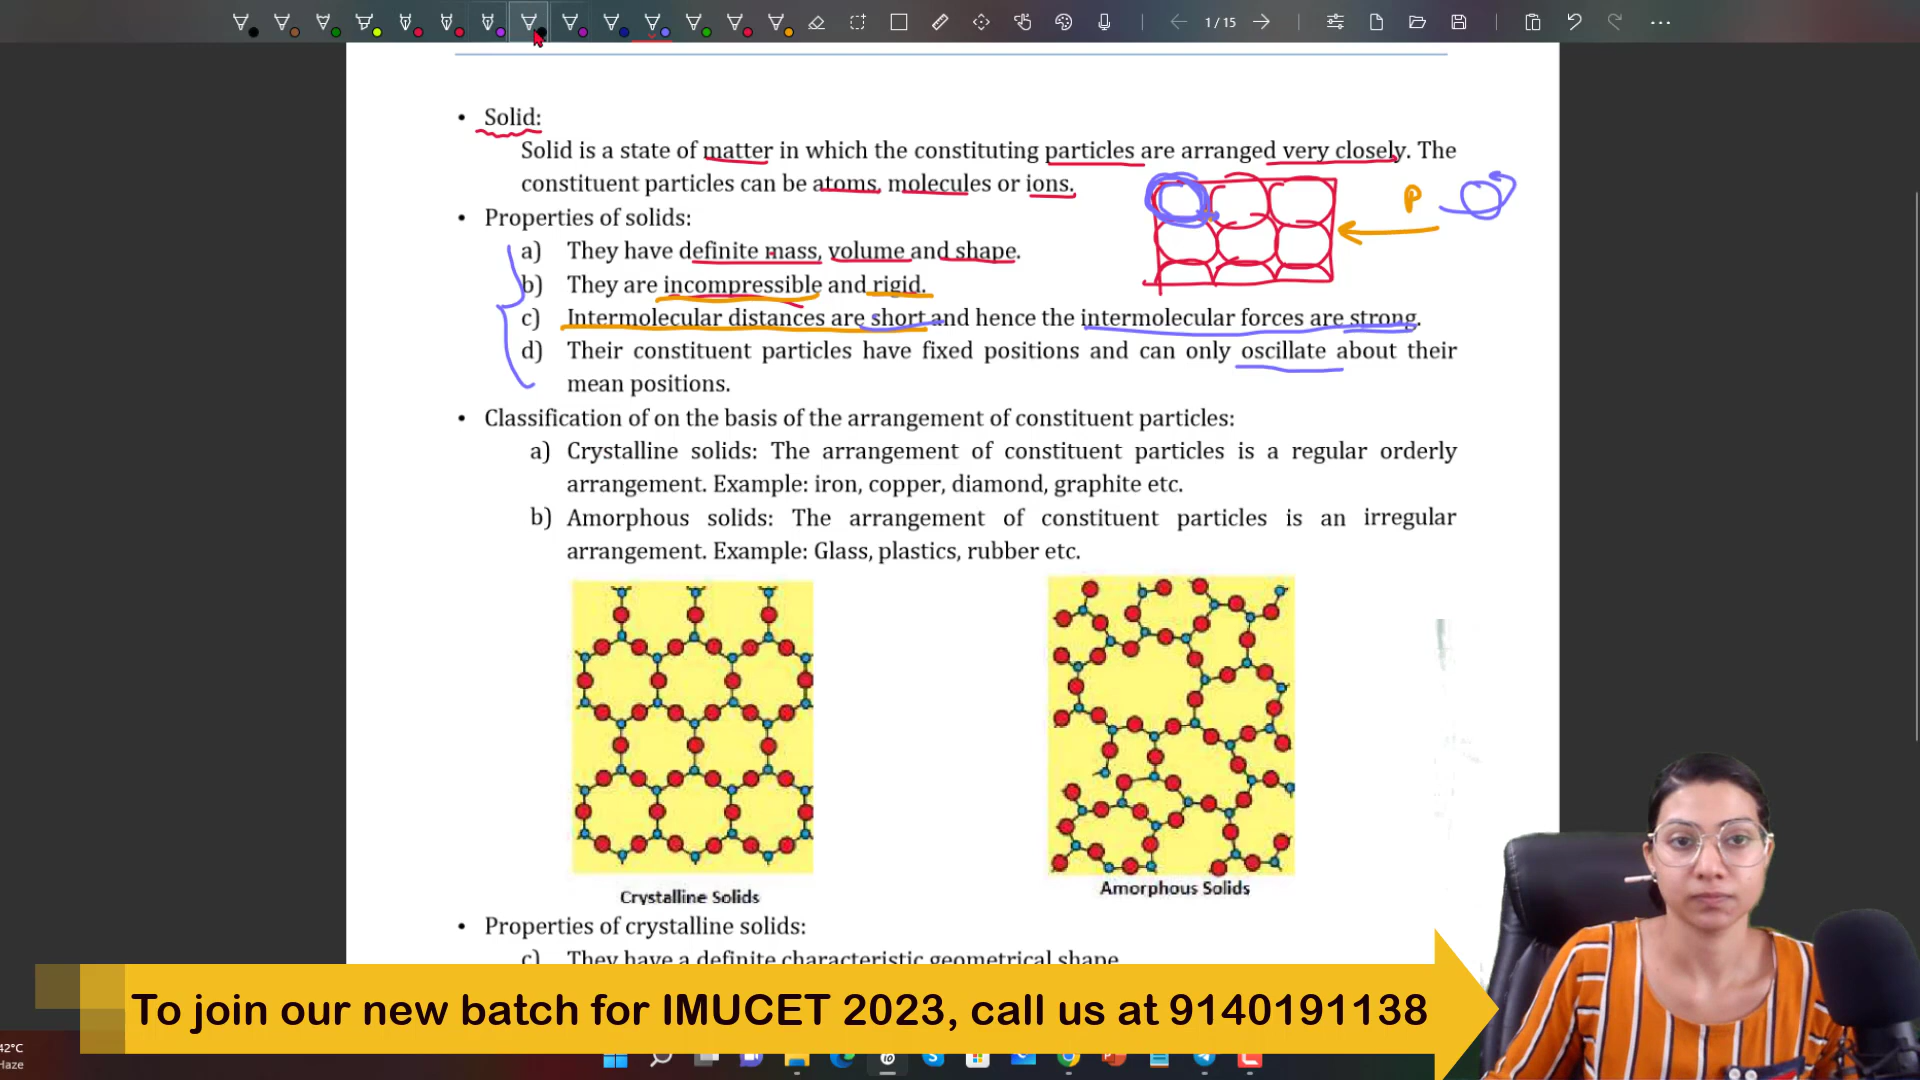 1 / 15
• Solid:
Solid is a state of matter in which the constituting particles are arranged very closely. The
constituent particles can be atoms, molecules or ions.
P
• Properties of solids:
a) They have definite mass, volume and shape.
b) They are incompressible and rigid.
c) Intermolecular distances are short and hence the intermolecular forces are strong.
d) Their constituent particles have fixed positions and can only oscillate about their
mean positions.
• Classification of on the basis of the arrangement of constituent particles:
a) Crystalline solids: The arrangement of constituent particles is a regular orderly
arrangement. Example: iron, copper, diamond, graphite etc.
b) Amorphous solids: The arrangement of constituent particles is an irregular
arrangement. Example: Glass, plastics, rubber etc.
Crystalline Solids
Amorphous Solids
• Properties of crystalline solids:
c) They have a definite characteristic geometrical shape.
To join our new batch for IMUCET 2023, call us at 9140191138
42°C
Haze